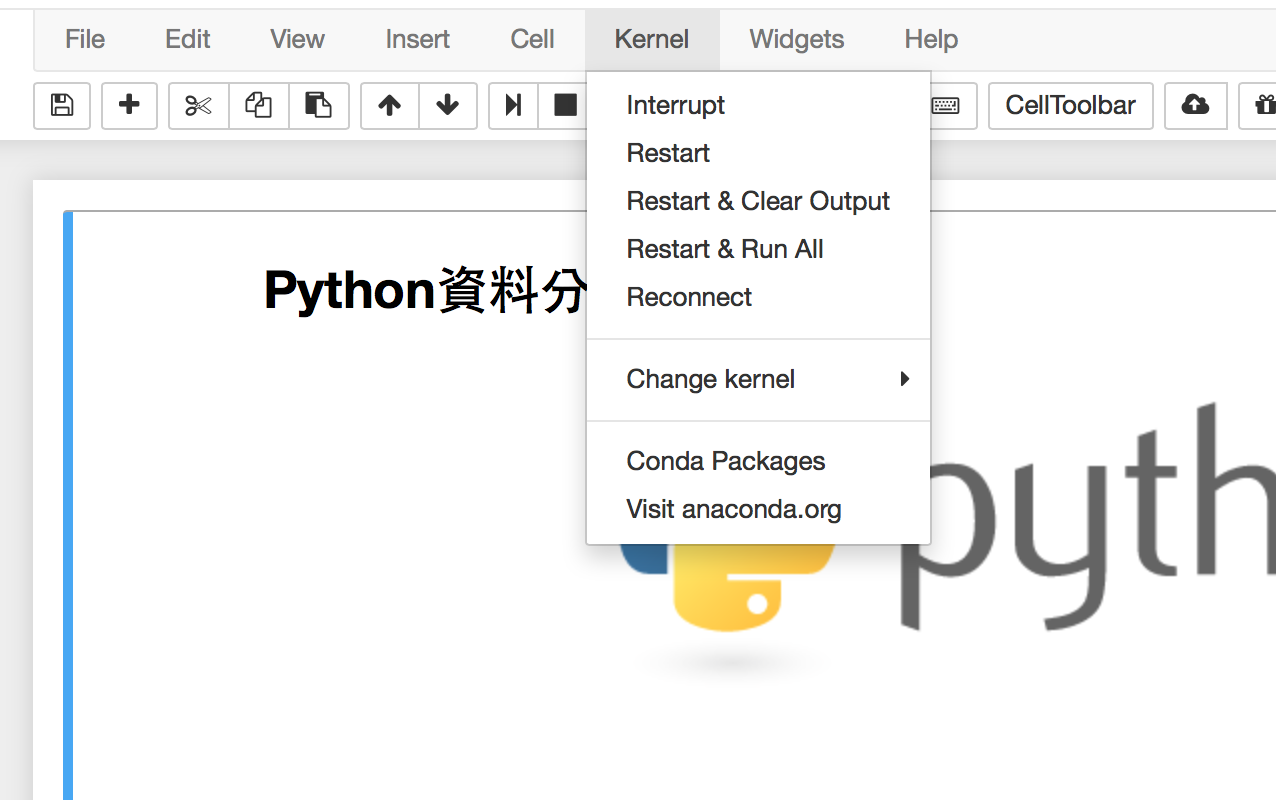 File Edit View Insert Cell Kernel Widgets Help
CellToolbar
Interrupt
Restart
Restart & Clear Output
Restart & Run All
Reconnect
Change kernel
Conda Packages
Visit anaconda.org
Python資料分
pyth